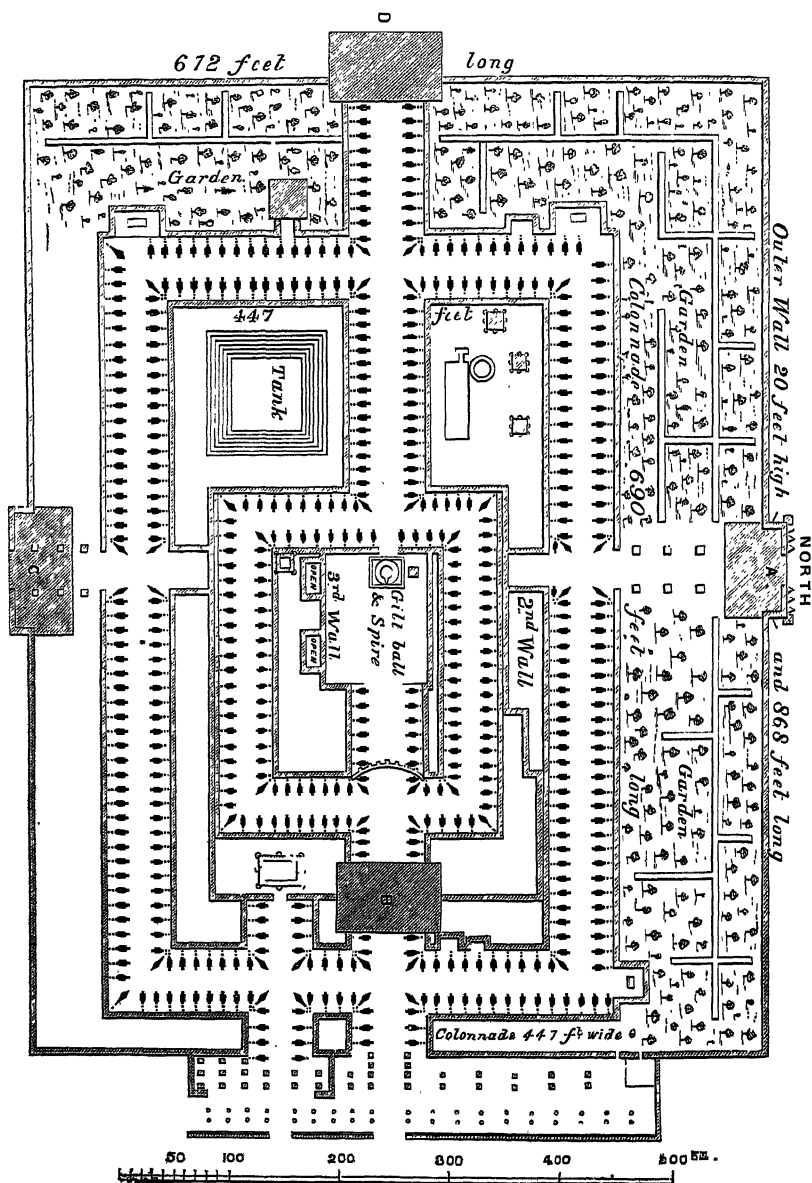 D
672 feet long
Garden
447 feet
Tank
Garden
Colonnade 690
feet long
Outer Wall 20 feet high
and 868 feet long
NORTH
A
C
OPEN
OPEN
3rd Wall
Gill ball
& Spire
2nd Wall
Garden
B
Colonnade 447 ft wide
50 100 200 300 400 500